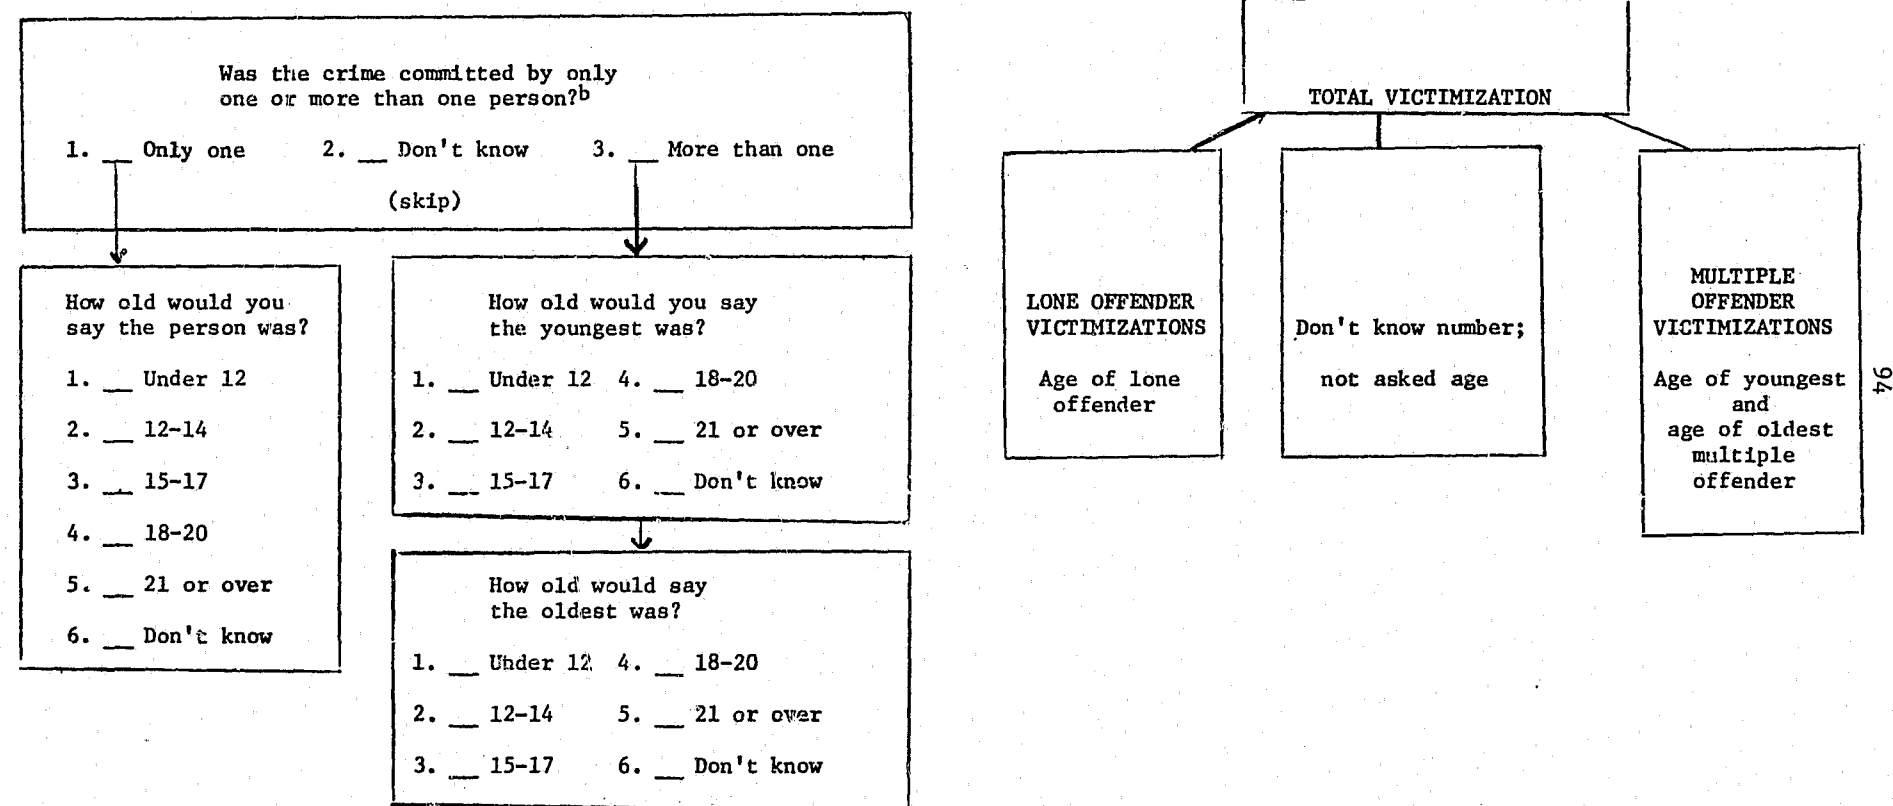 Was the crime committed by only
one or more than one person?b
1. __ Only one 2. __ Don't know 3. __ More than one
(skip)
How old would you
say the person was?
1. __ Under 12
2. __ 12-14
3. __ 15-17
4. __ 18-20
5. __ 21 or over
6. __ Don't know
How old would you say
the youngest was?
1. __ Under 12 4. __ 18-20
2. __ 12-14 5. __ 21 or over
3. __ 15-17 6. __ Don't know
How old would say
the oldest was?
1. __ Under 12 4. __ 18-20
2. __ 12-14 5. __ 21 or over
3. __ 15-17 6. __ Don't know
TOTAL VICTIMIZATION
LONE OFFENDER
VICTIMIZATIONS
Age of lone
offender
Don't know number;
not asked age
MULTIPLE
OFFENDER
VICTIMIZATIONS
Age of youngest
and
age of oldest
multiple
offender
94